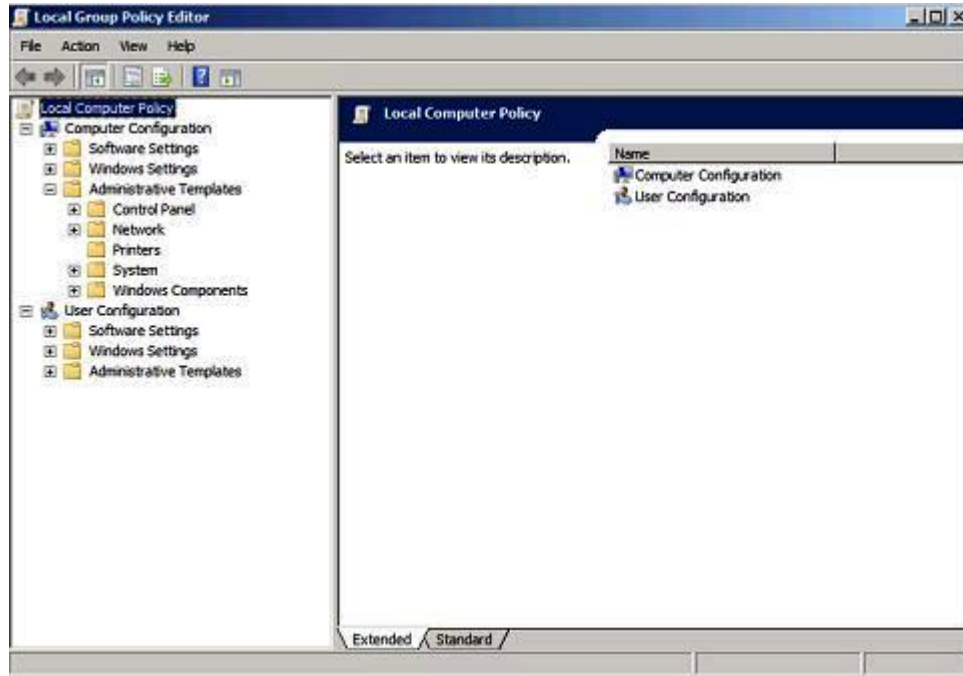 Local Group Policy Editor
File Action View Help
Local Computer Policy
Computer Configuration
Software Settings
Windows Settings
Administrative Templates
Control Panel
Network
Printers
System
Windows Components
User Configuration
Software Settings
Windows Settings
Administrative Templates
Local Computer Policy
Select an item to view its description.
Name
Computer Configuration
User Configuration
Extended Standard